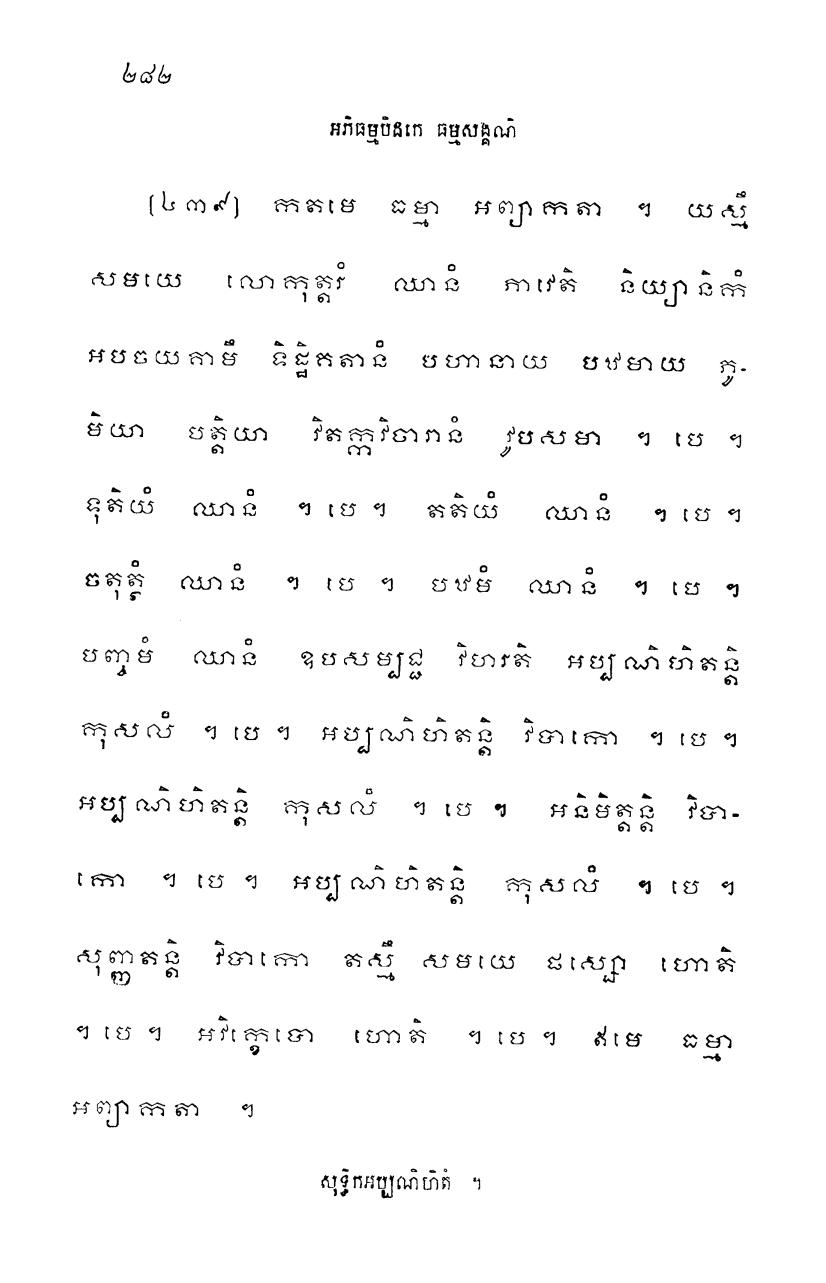 ២៨២
អភិធម្មបិដកេ ធម្មសង្គណិ
[៤៣៩] កតមេ ធម្មា អព្យាកតា ។ យស្មឹ
សមយេ លោកុត្តរំ ឈានំ ភាវេតិ និយ្យានិកំ
អបចយគាមឹ ទិដ្ឋិគតានំ បហានាយ បឋមាយ ភូ-
មិយា បត្តិយា វិតក្កវិចារានំ វូបសមា ។ បេ ។
ទុតិយំ ឈានំ ។ បេ ។ តតិយំ ឈានំ ។ បេ ។
ចតុត្ថំ ឈានំ ។ បេ ។ បឋមំ ឈានំ ។ បេ ។
បញ្ចមំ ឈានំ ឧបសម្បជ្ជ វិហរតិ អប្បណិហិតន្តិ
កុសលំ ។ បេ ។ អប្បណិហិតន្តិ វិបាកោ ។ បេ ។
អប្បណិហិតន្តិ កុសលំ ។ បេ ។ អនិមិត្តន្តិ វិបា-
កោ ។ បេ ។ អប្បណិហិតន្តិ កុសលំ ។ បេ ។
សុញ្ញតន្តិ វិបាកោ តស្មឹ សមយេ ផស្សោ ហោតិ
។ បេ ។ អវិក្ខេបោ ហោតិ ។ បេ ។ ឥមេ ធម្មា
អព្យាកតា ។
សុទ្ធិកអប្បណិហិតំ ។